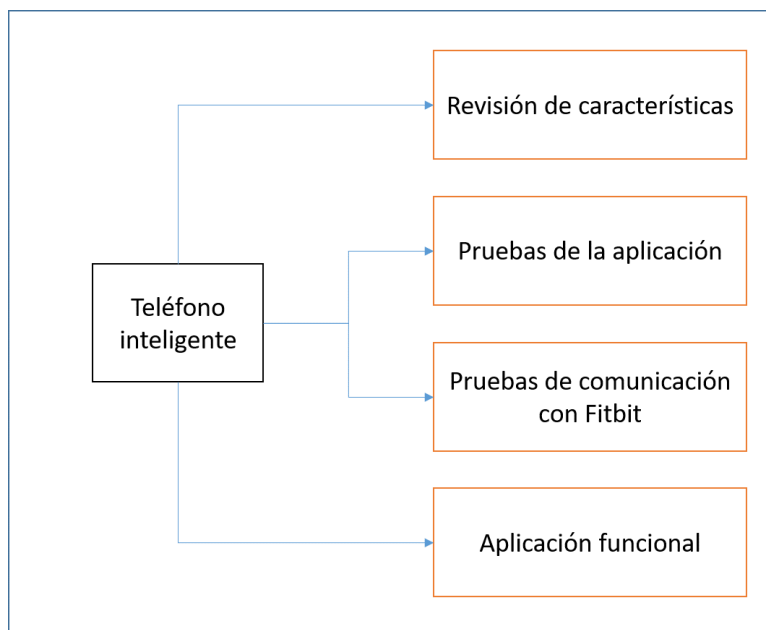 Revisión de características
Pruebas de la aplicación
Teléfono
inteligente
Pruebas de comunicación
con Fitbit
Aplicación funcional